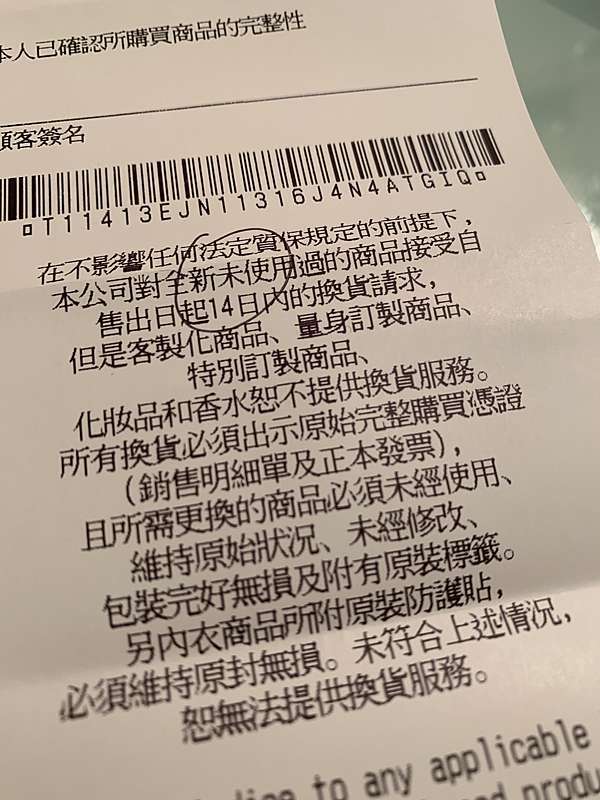 本人已確認所購買商品的完整性
顧客簽名
T11413EJN11316J4N4ATGIQ
在不影響任何法定質保規定的前提下，
本公司對全新未使用過的商品接受自
售出日起14日內的換貨請求，
但是客製化商品、量身訂製商品、
特別訂製商品、
化妝品和香水恕不提供換貨服務。
所有換貨必須出示原始完整購買憑證
（銷售明細單及正本發票），
且所需更換的商品必須未經使用、
維持原始狀況、未經修改、
包裝完好無損及附有原裝標籤。
另內衣商品所附原裝防護貼，
必須維持原封無損。未符合上述情況，
恕無法提供換貨服務。
to any applicable